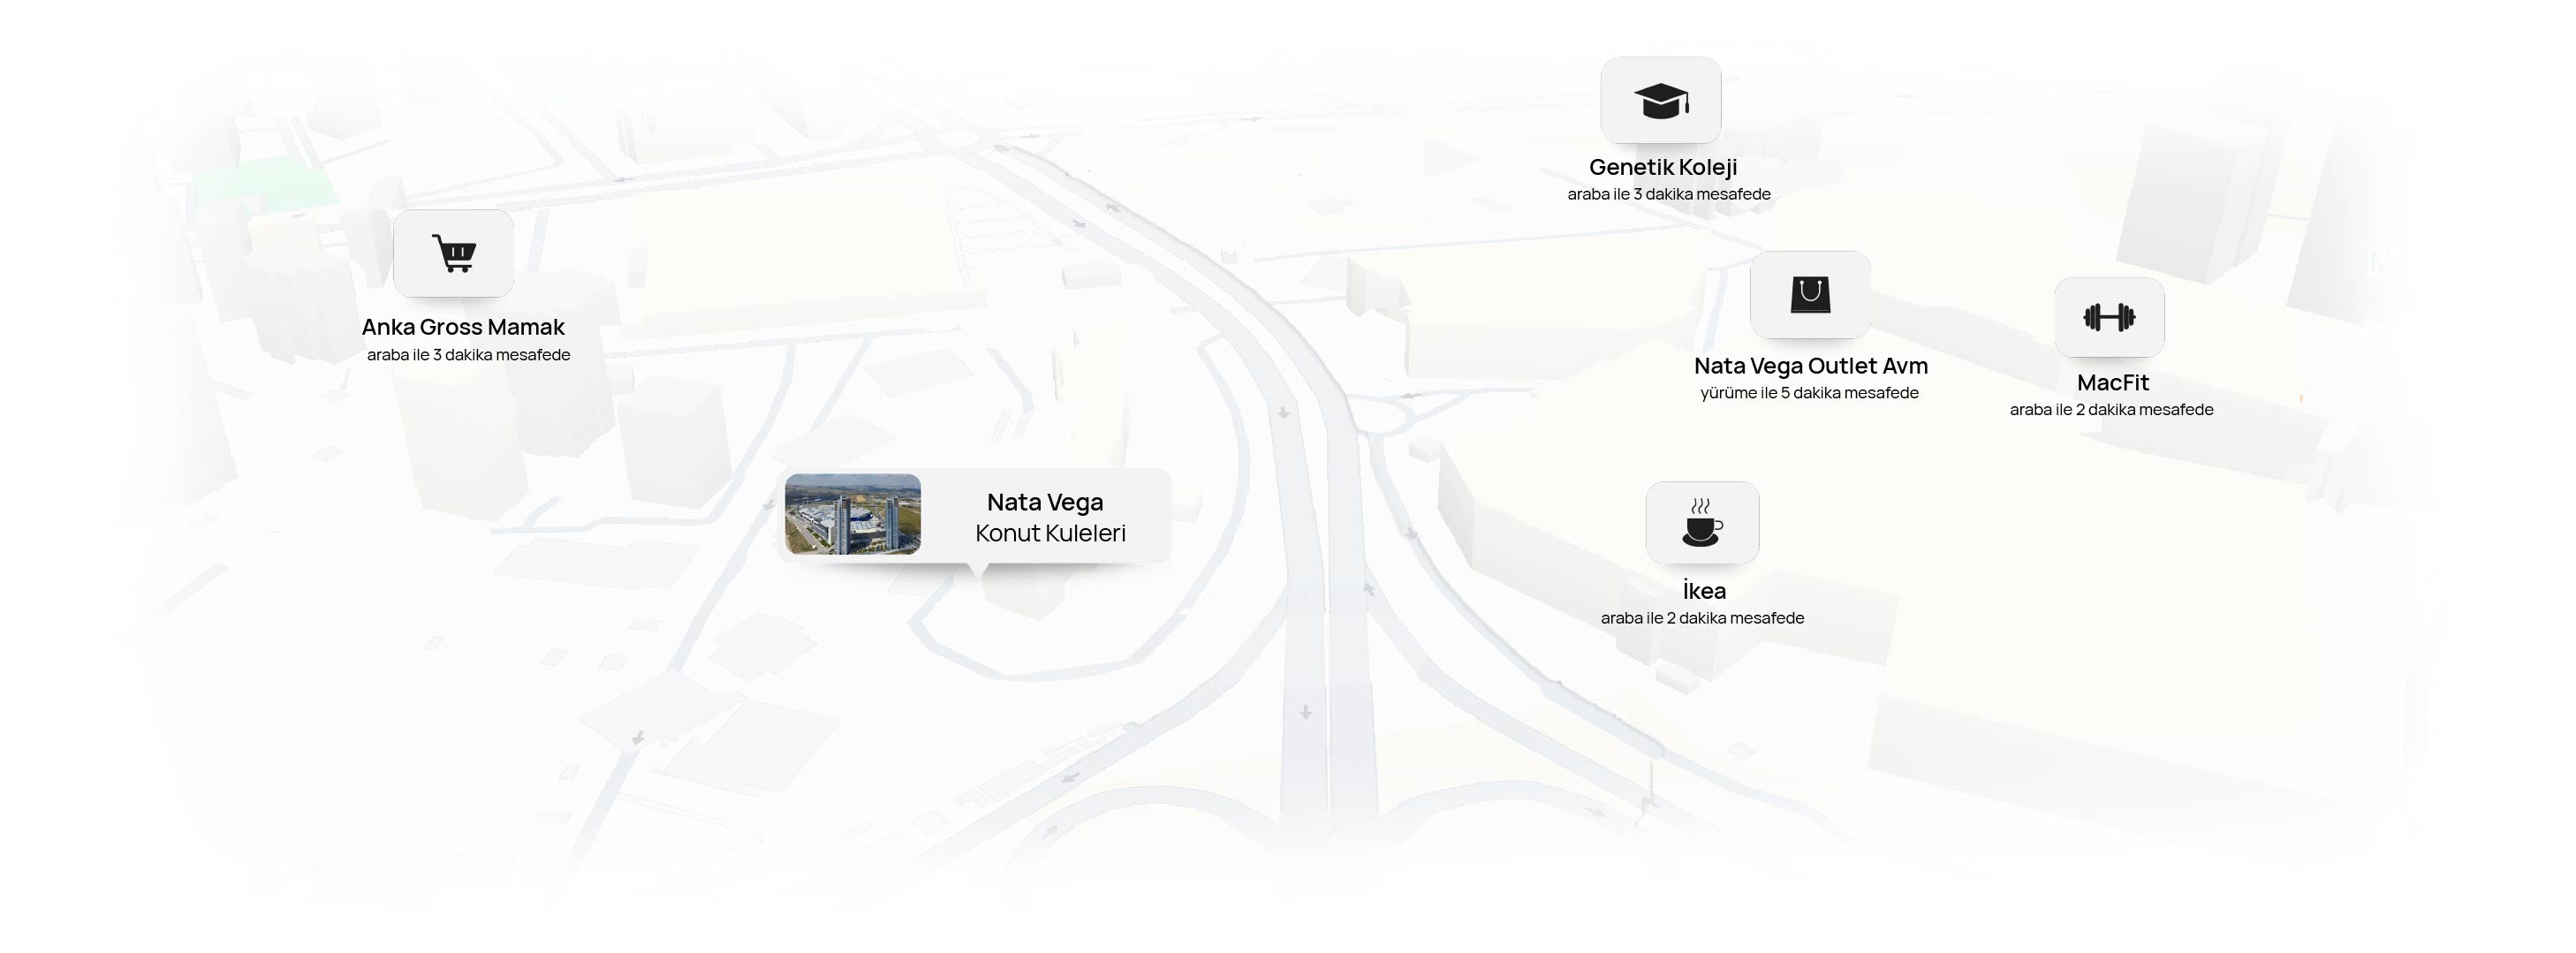 Genetik Koleji
araba ile 3 dakika mesafede
Anka Gross Mamak
araba ile 3 dakika mesafede
Nata Vega Outlet Avm
yürüme ile 5 dakika mesafede
MacFit
araba ile 2 dakika mesafede
Nata Vega
Konut Kuleleri
İkea
araba ile 2 dakika mesafede